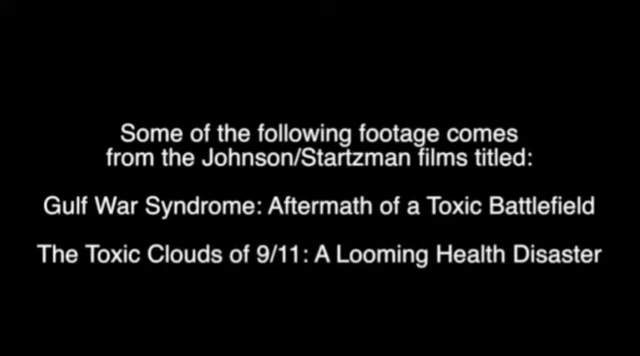 Some of the following footage comes
from the Johnson/Startzman films titled:
Gulf War Syndrome: Aftermath of a Toxic Battlefield
The Toxic Clouds of 9/11: A Looming Health Disaster